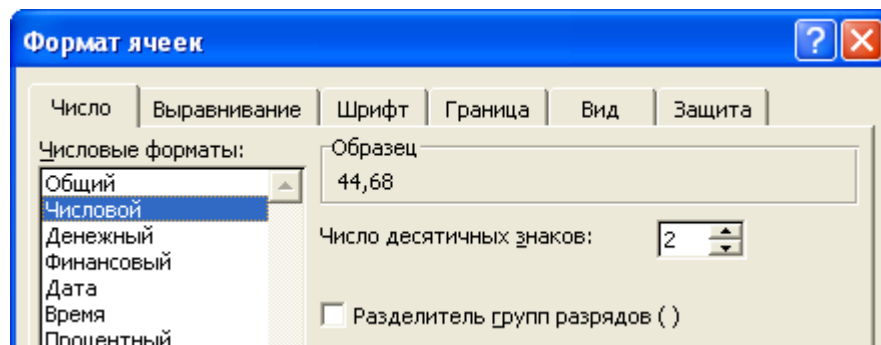 Формат ячеек
Число Выравнивание Шрифт Граница Вид Защита
Числовые форматы:
Общий
Числовой
Денежный
Финансовый
Дата
Время
Процентный
Образец
44,68
Число десятичных знаков: 2
Разделитель групп разрядов ( )